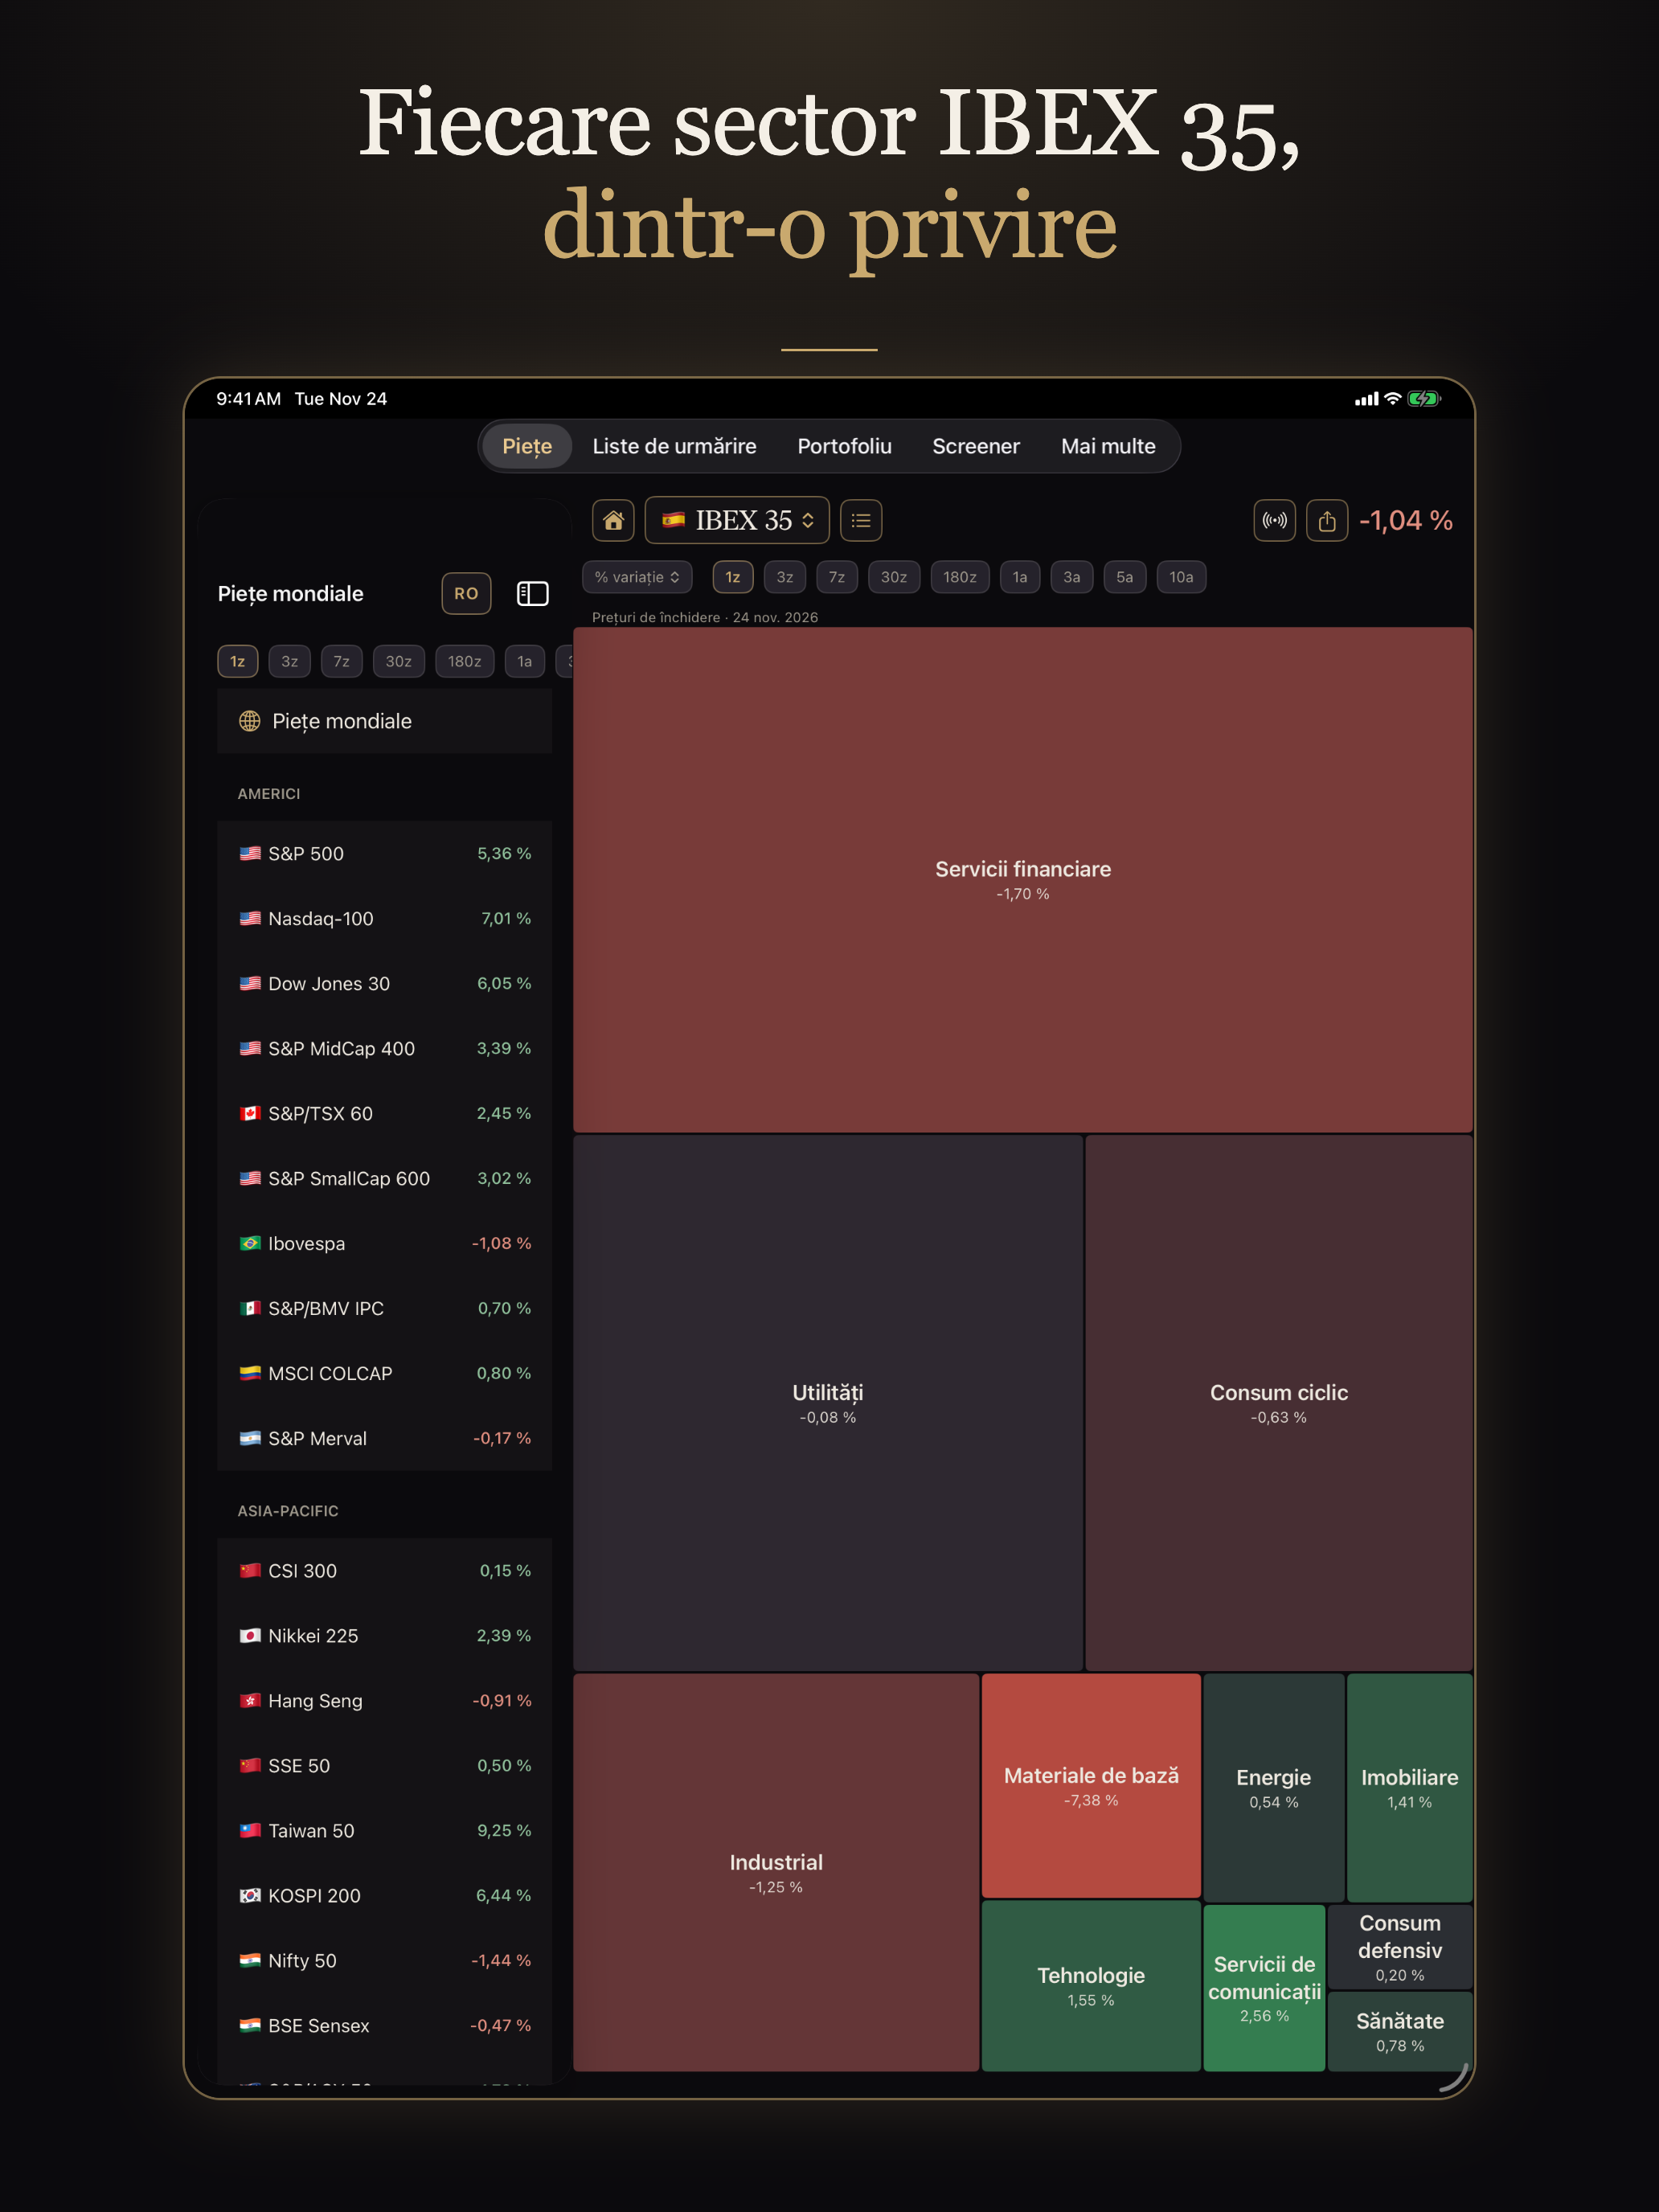 Fiecare sector IBEX 35,
dintr-o privire
9:41 AM Tue Nov 24
Piețe Liste de urmărire Portofoliu Screener Mai multe
IBEX 35 -1,04 %
% variație 1z 3z 7z 30z 180z 1a 3a 5a 10a
Prețuri de închidere · 24 nov. 2026
Piețe mondiale RO
1z 3z 7z 30z 180z 1a
Piețe mondiale
AMERICI
S&P 500 5,36 %
Nasdaq-100 7,01 %
Dow Jones 30 6,05 %
S&P MidCap 400 3,39 %
S&P/TSX 60 2,45 %
S&P SmallCap 600 3,02 %
Ibovespa -1,08 %
S&P/BMV IPC 0,70 %
MSCI COLCAP 0,80 %
S&P Merval -0,17 %
ASIA-PACIFIC
CSI 300 0,15 %
Nikkei 225 2,39 %
Hang Seng -0,91 %
SSE 50 0,50 %
Taiwan 50 9,25 %
KOSPI 200 6,44 %
Nifty 50 -1,44 %
BSE Sensex -0,47 %
Servicii financiare
-1,70 %
Utilități
-0,08 %
Consum ciclic
-0,63 %
Industrial
-1,25 %
Materiale de bază
-7,38 %
Energie
0,54 %
Imobiliare
1,41 %
Tehnologie
1,55 %
Servicii de
comunicații
2,56 %
Consum
defensiv
0,20 %
Sănătate
0,78 %